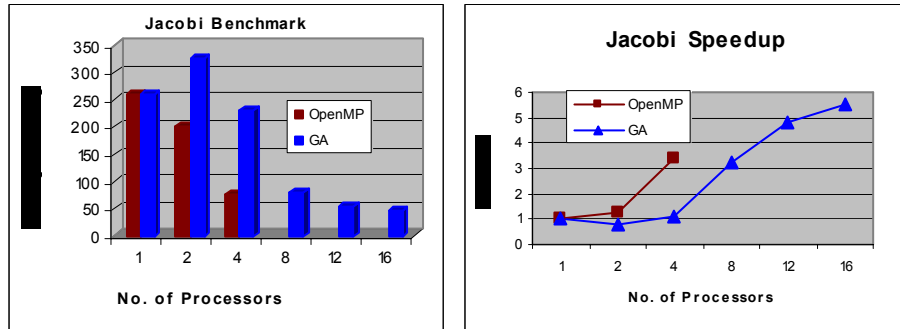 Jacobi Benchmark
350
300
250
200
150
100
50
0
OpenMP
GA
1 2 4 8 12 16
No. of Processors
Jacobi Speedup
6
5
4
3
2
1
0
OpenMP
GA
1 2 4 8 12 16
No. of Processors